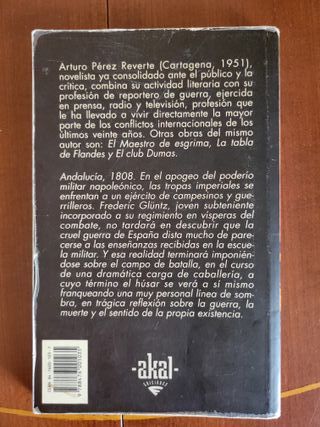 Arturo Pérez Reverte (Cartagena, 1951),
novelista ya consolidado ante el público y la
crítica, combina su actividad literaria con su
profesión de reportero de guerra, ejercida
en prensa, radio y televisión, profesión que
le ha llevado a vivir directamente la mayor
parte de los conflictos internacionales de los
últimos veinte años. Otras obras del mismo
autor son: El Maestro de esgrima, La tabla
de Flandes y El club Dumas.
Andalucía, 1808. En el apogeo del poderío
militar napoleónico, las tropas imperiales se
enfrentan a un ejército de campesinos y gue-
rrilleros. Frederic Glüntz, joven subteniente
incorporado a su regimiento en vísperas del
combate, no tardará en descubrir que la
cruel guerra de España dista mucho de pare-
cerse a las enseñanzas recibidas en la escue-
la militar. Y esa realidad terminará imponién-
dose sobre el campo de batalla, en el curso
de una dramática carga de caballería, a
cuyo término el húsar se verá a sí mismo
franqueando una muy personal línea de som-
bra, en trágica reflexión sobre la guerra, la
muerte y el sentido de la propia existencia.
-akal-
EDICIONES